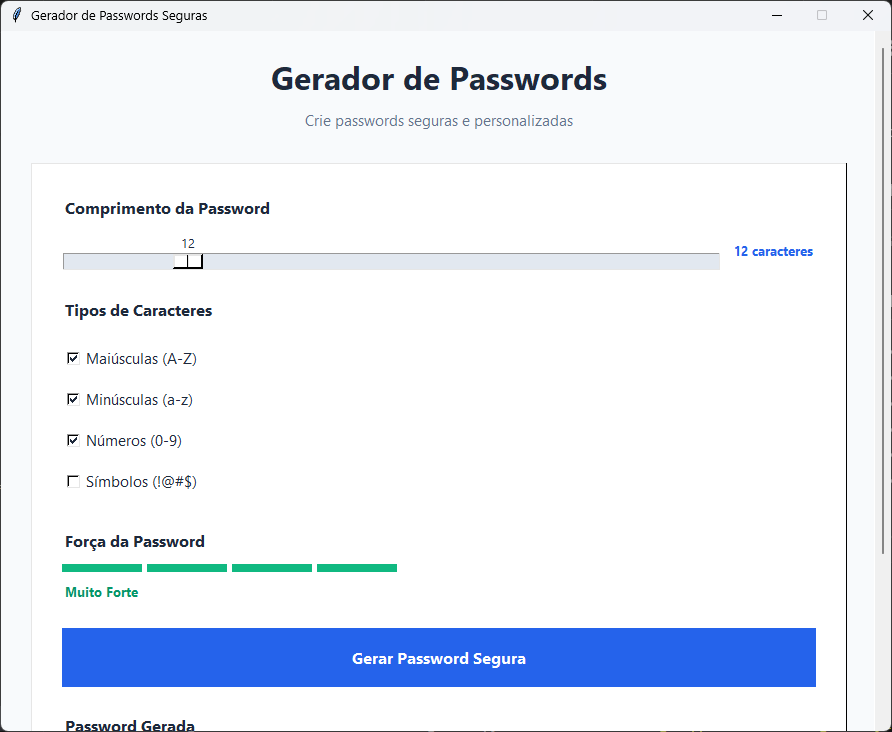 Gerador de Passwords Seguras
Gerador de Passwords
Crie passwords seguras e personalizadas
Comprimento da Password
12
12 caracteres
Tipos de Caracteres
Maiúsculas (A-Z)
Minúsculas (a-z)
Números (0-9)
Símbolos (!@#$)
Força da Password
Muito Forte
Gerar Password Segura
Password Gerada